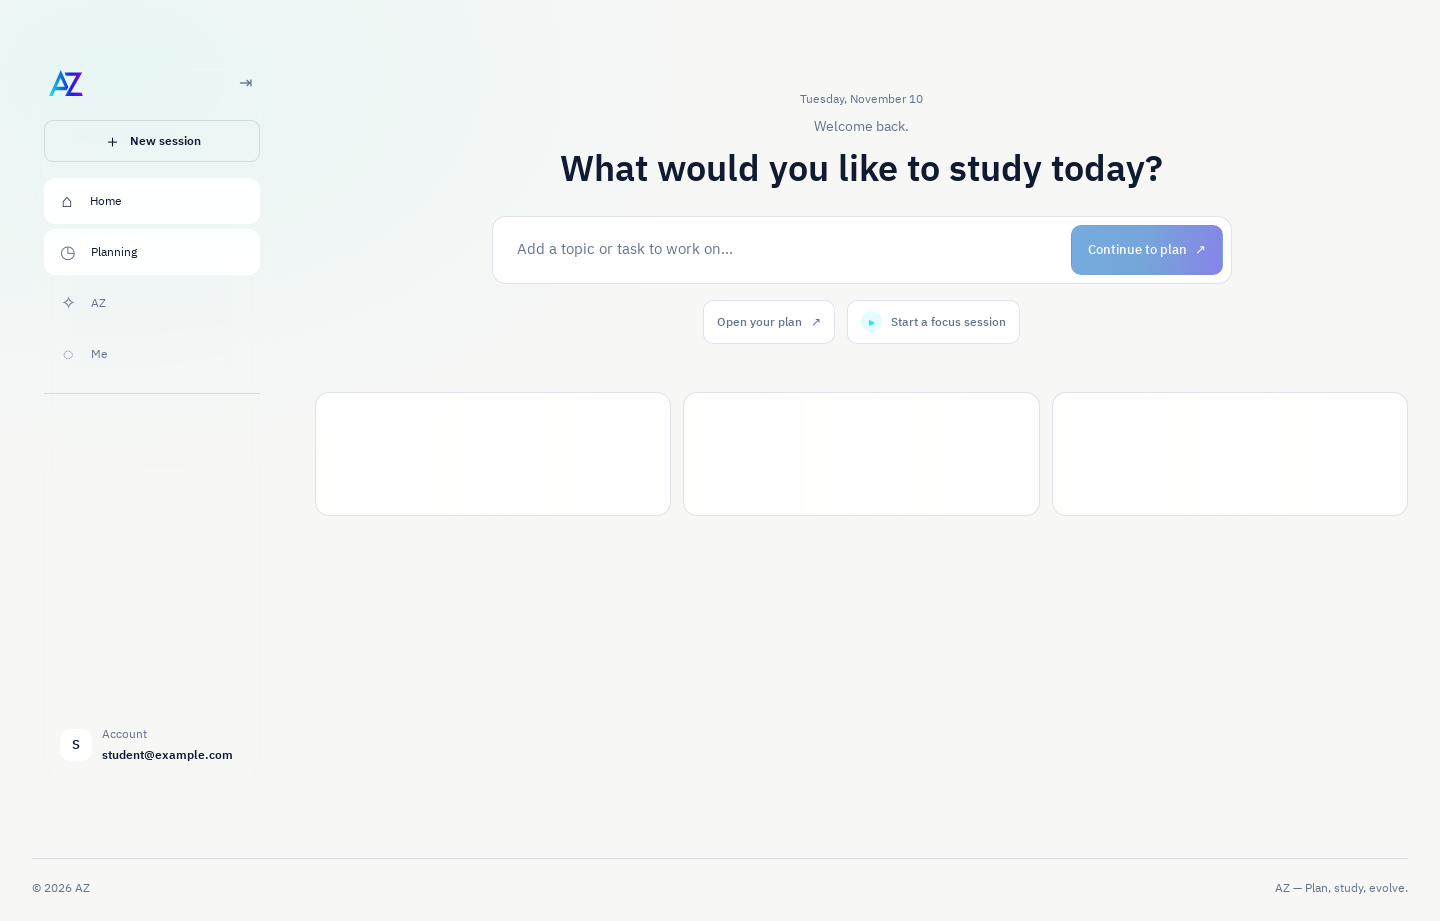 AZ
New session
Home
Planning
AZ
Me
Account
S
student@example.com
Tuesday, November 10
Welcome back.
What would you like to study today?
Add a topic or task to work on...
Continue to plan ↗
Open your plan ↗
Start a focus session
© 2026 AZ
AZ — Plan, study, evolve.